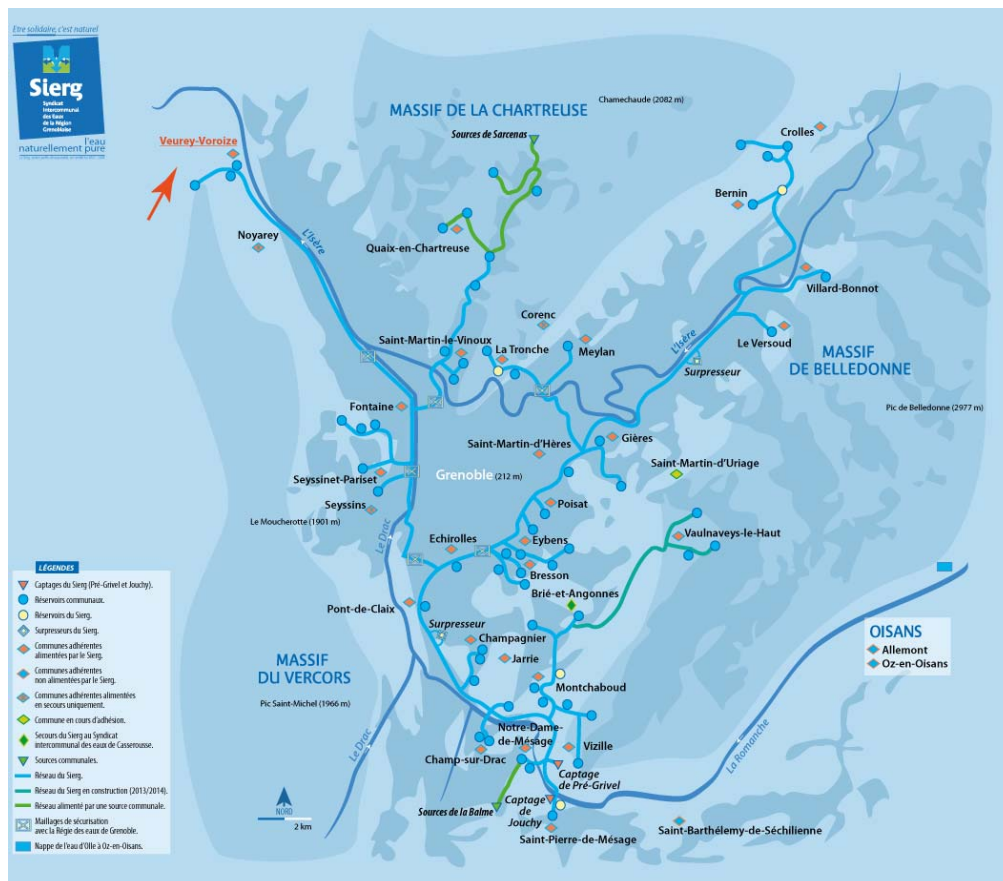 Etre solidaire, c'est naturel
Sierg
Syndicat
Intercommunal
des Eaux
de la Région
Grenobloise
l'eau
naturellement pure
MASSIF DE LA CHARTREUSE
Chamechaude (2082 m)
Sources de Sarcenas
Crolles
Veurey-Voroize
Bernin
Noyarey
L'Isère
Quaix-en-Chartreuse
Villard-Bonnot
Corenc
Saint-Martin-le-Vinoux
La Tronche
Meylan
L'Isère
Le Versoud
Surpresseur
MASSIF
DE BELLEDONNE
Pic de Belledonne (2977 m)
Fontaine
Saint-Martin-d'Hères
Gières
Saint-Martin-d'Uriage
Seyssinet-Pariset
Grenoble (212 m)
Seyssins
Le Moucherotte (1901 m)
Le Drac
Poisat
Echirolles
Eybens
Vaulnaveys-le-Haut
Bresson
Brié-et-Angonnes
Pont-de-Claix
Surpresseur
Champagnier
Jarrie
MASSIF
DU VERCORS
Pic Saint-Michel (1966 m)
Montchaboud
OISANS
Allemont
Oz-en-Oisans
Le Drac
Notre-Dame-
de-Mésage
Vizille
Champ-sur-Drac
Captage
de Pré-Grivel
La Romanche
Sources de la Balme
Captage
de
Jouchy
Saint-Pierre-de-Mésage
Saint-Barthélemy-de-Séchilienne
NORD
2 km
LÉGENDES
Captages du Sierg (Pré-Grivel et Jouchy).
Réservoirs communaux.
Réservoirs du Sierg.
Surpresseurs du Sierg.
Communes adhérentes
alimentées par le Sierg.
Communes adhérentes
non alimentées par le Sierg.
Communes adhérentes alimentées
en secours uniquement.
Commune en cours d'adhésion.
Secours du Sierg au Syndicat
intercommunal des eaux de Casserousse.
Sources communales.
Réseau du Sierg.
Réseau du Sierg en construction (2013/2014).
Réseau alimenté par une source communale.
Maillages de sécurisation
avec la Régie des eaux de Grenoble.
Nappe de l'eau d'Olle à Oz-en-Oisans.